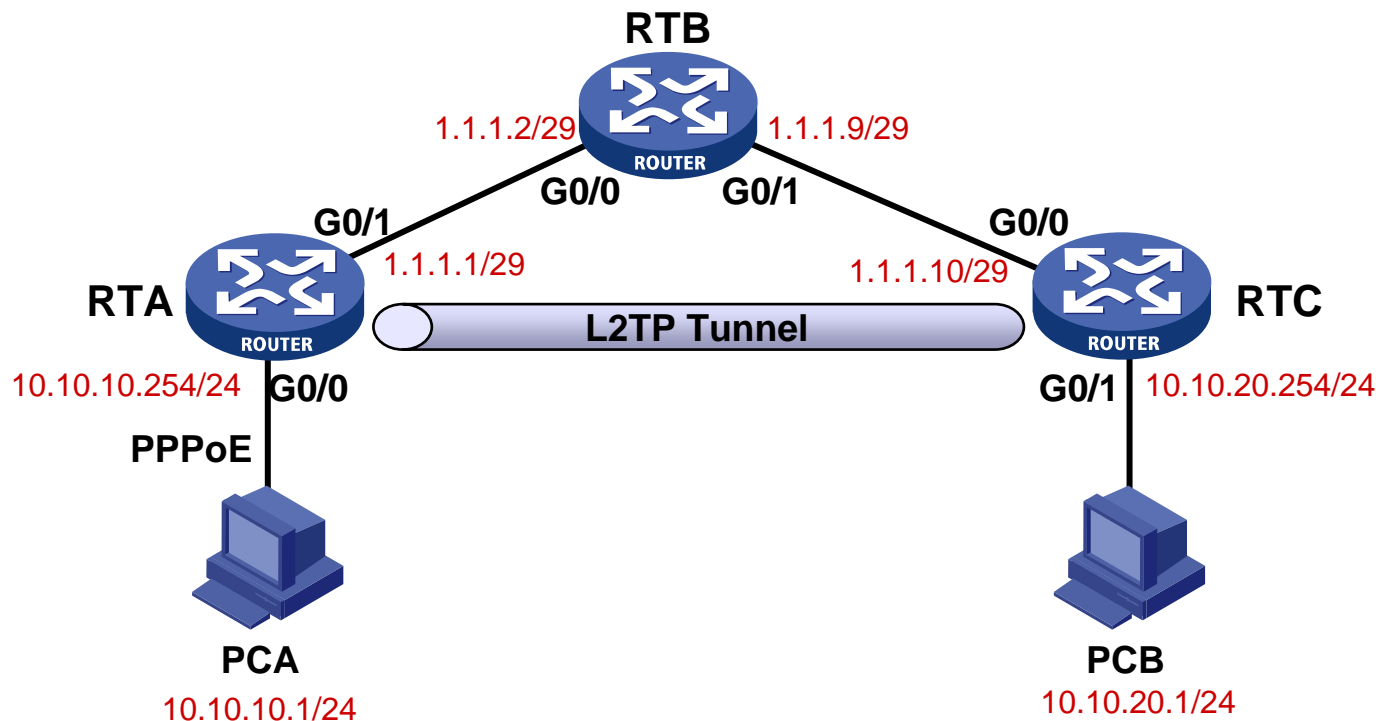 RTB
1.1.1.2/29
1.1.1.9/29
ROUTER
G0/0
G0/1
G0/1
G0/0
1.1.1.1/29
1.1.1.10/29
RTA
RTC
L2TP Tunnel
ROUTER
ROUTER
10.10.10.254/24
G0/0
G0/1
10.10.20.254/24
PPPoE
PCA
PCB
10.10.10.1/24
10.10.20.1/24